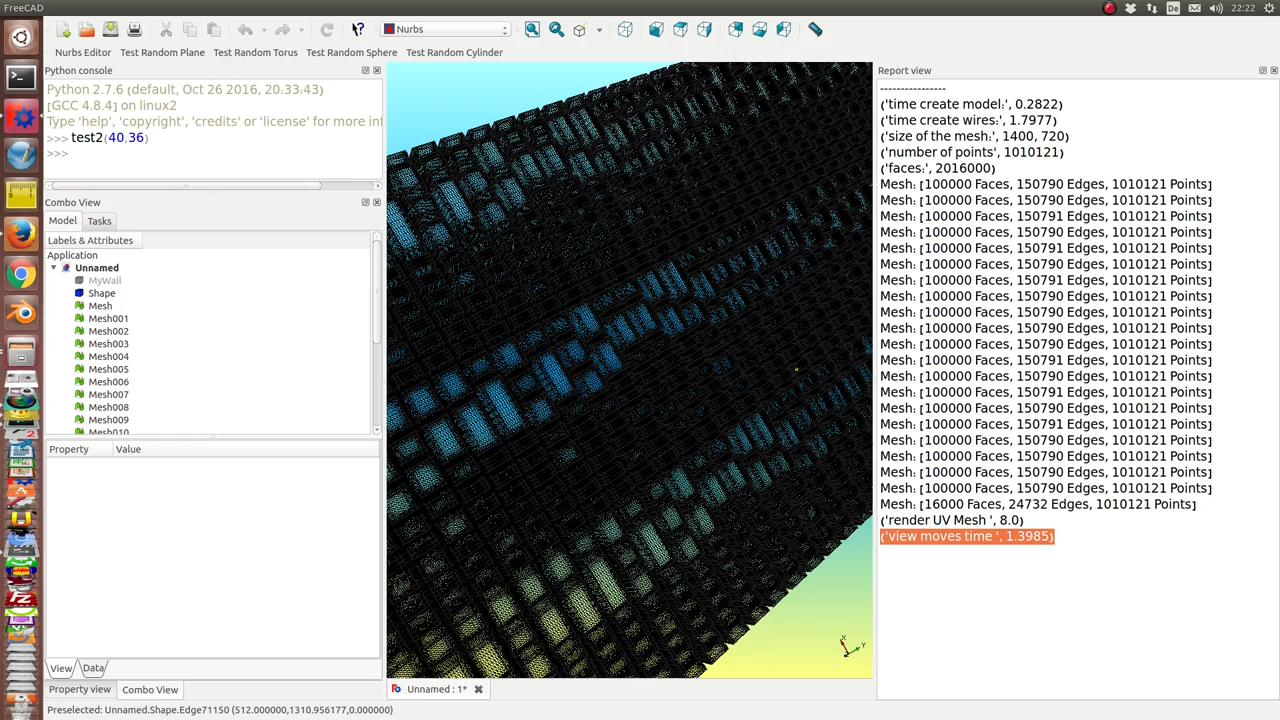 FreeCAD
De
22:22
Nurbs
Nurbs Editor Test Random Plane Test Random Torus Test Random Sphere Test Random Cylinder
Python console
Python 2.7.6 (default, Oct 26 2016, 20:33:43)
[GCC 4.8.4] on linux2
Type 'help', 'copyright', 'credits' or 'license' for more inf
>>> test2(40,36)
>>>
Combo View
Model Tasks
Labels & Attributes
Application
Unnamed
MyWall
Shape
Mesh
Mesh001
Mesh002
Mesh003
Mesh004
Mesh005
Mesh006
Mesh007
Mesh008
Mesh009
Mesh010
Property Value
View Data
Property view Combo View
X
Y
Unnamed : 1*
Report view
---------------
('time create model:', 0.2822)
('time create wires:', 1.7977)
('size of the mesh:', 1400, 720)
('number of points', 1010121)
('faces:', 2016000)
Mesh: [100000 Faces, 150790 Edges, 1010121 Points]
Mesh: [100000 Faces, 150790 Edges, 1010121 Points]
Mesh: [100000 Faces, 150791 Edges, 1010121 Points]
Mesh: [100000 Faces, 150790 Edges, 1010121 Points]
Mesh: [100000 Faces, 150791 Edges, 1010121 Points]
Mesh: [100000 Faces, 150790 Edges, 1010121 Points]
Mesh: [100000 Faces, 150791 Edges, 1010121 Points]
Mesh: [100000 Faces, 150790 Edges, 1010121 Points]
Mesh: [100000 Faces, 150790 Edges, 1010121 Points]
Mesh: [100000 Faces, 150790 Edges, 1010121 Points]
Mesh: [100000 Faces, 150790 Edges, 1010121 Points]
Mesh: [100000 Faces, 150791 Edges, 1010121 Points]
Mesh: [100000 Faces, 150790 Edges, 1010121 Points]
Mesh: [100000 Faces, 150791 Edges, 1010121 Points]
Mesh: [100000 Faces, 150790 Edges, 1010121 Points]
Mesh: [100000 Faces, 150791 Edges, 1010121 Points]
Mesh: [100000 Faces, 150790 Edges, 1010121 Points]
Mesh: [100000 Faces, 150790 Edges, 1010121 Points]
Mesh: [100000 Faces, 150790 Edges, 1010121 Points]
Mesh: [100000 Faces, 150790 Edges, 1010121 Points]
Mesh: [16000 Faces, 24732 Edges, 1010121 Points]
('render UV Mesh ', 8.0)
('view moves time ', 1.3985)
Preselected: Unnamed.Shape.Edge71150 (512.000000,1310.956177,0.000000)